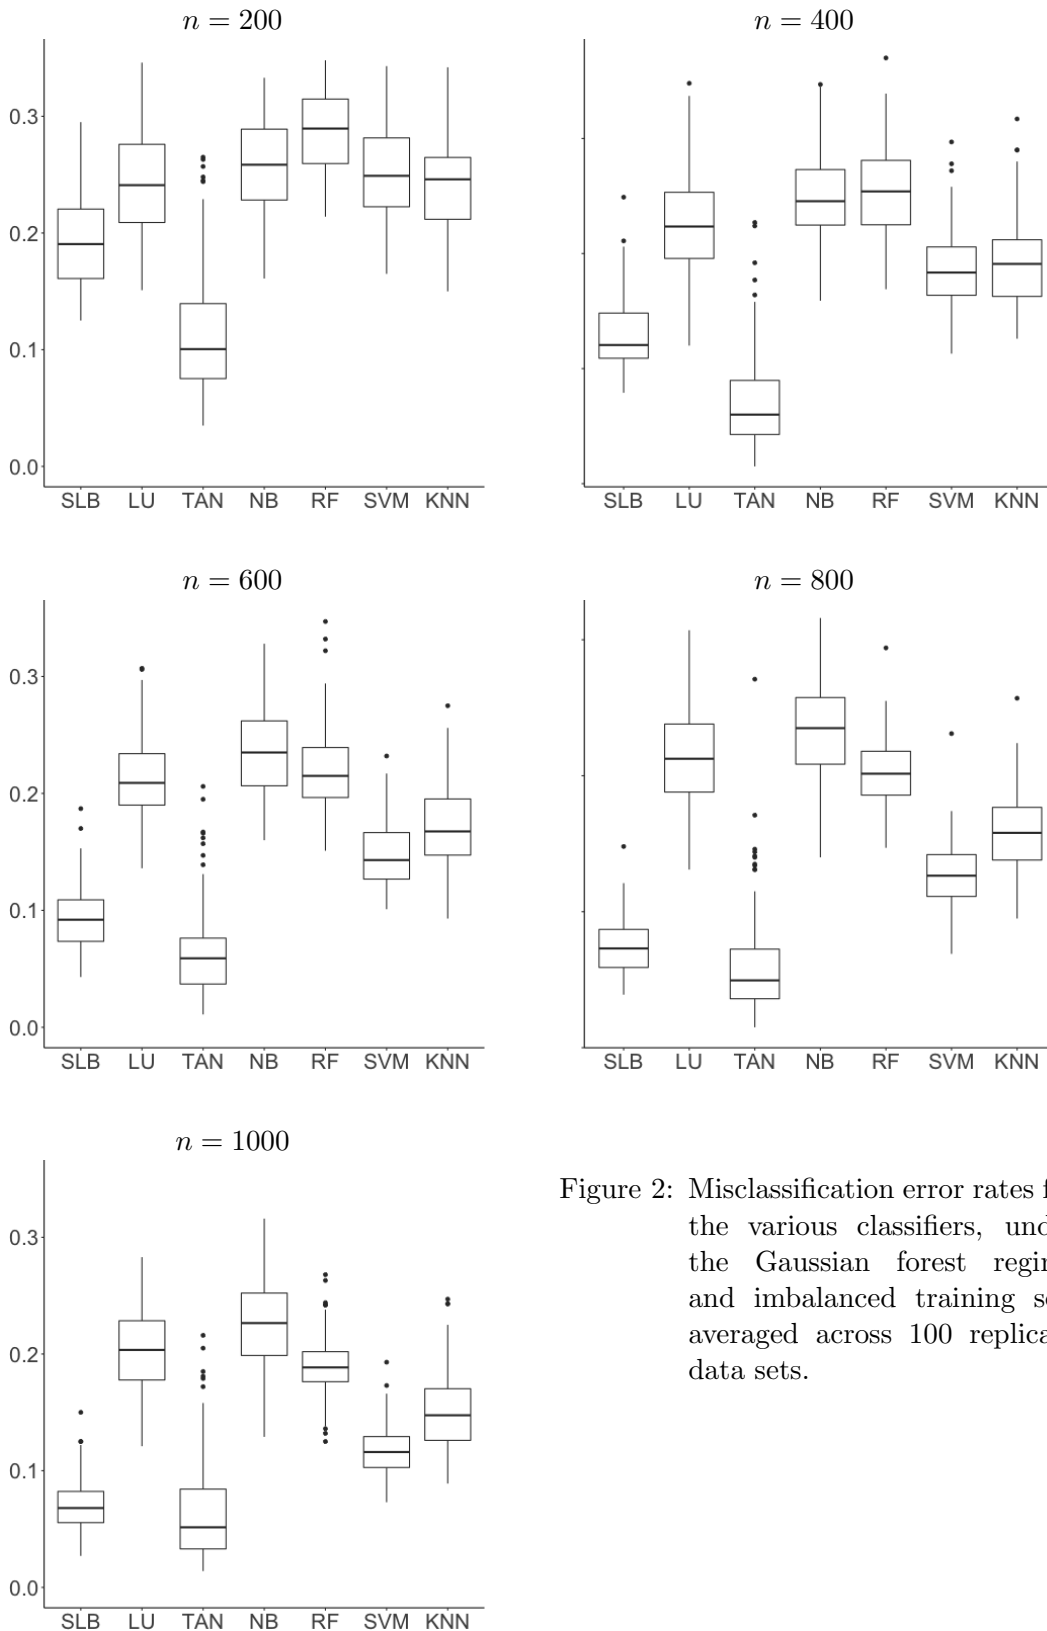 n = 200
n = 400
0.3
0.2
0.1
0.0
SLB LU TAN NB RF SVM KNN
SLB LU TAN NB RF SVM KNN
n = 600
n = 800
0.3
0.2
0.1
0.0
SLB LU TAN NB RF SVM KNN
SLB LU TAN NB RF SVM KNN
n = 1000
0.3
0.2
0.1
0.0
SLB LU TAN NB RF SVM KNN
Figure 2: Misclassification error rates
the various classifiers,
the Gaussian forest
and imbalanced training
averaged across 100
data sets.